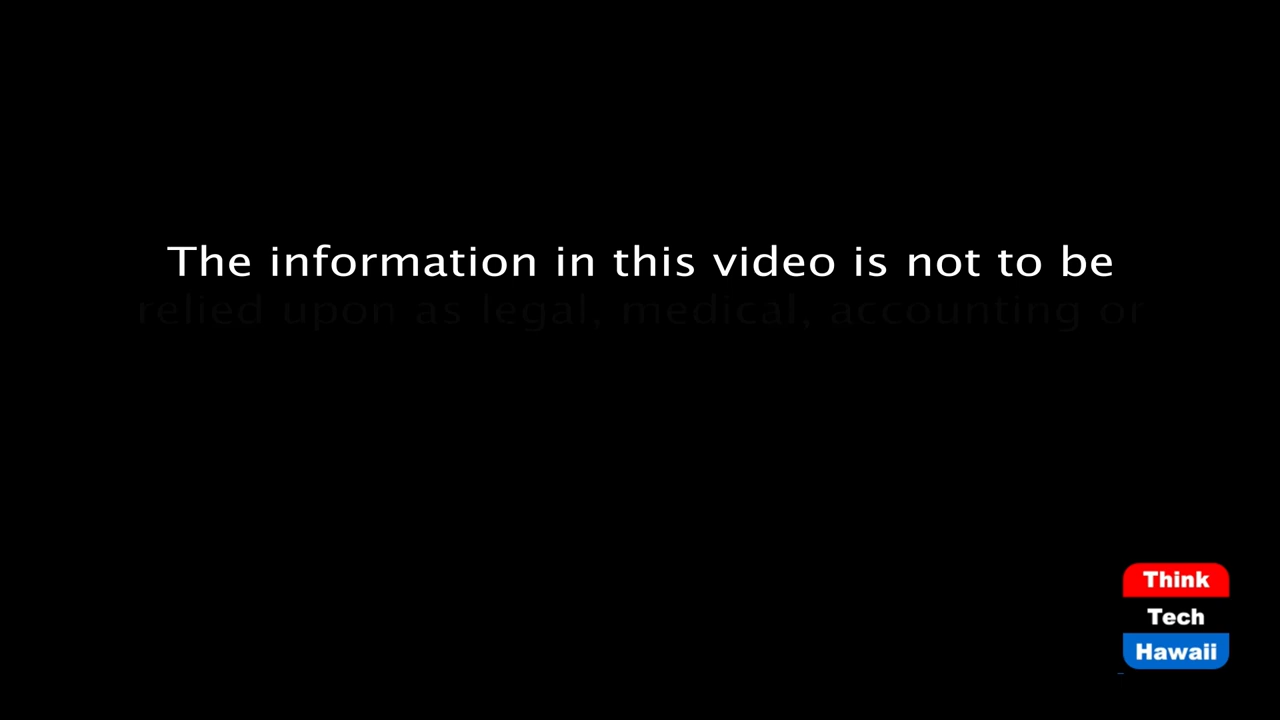 The information in this video is not to be
relied upon as legal, medical, accounting or
Think
Tech
Hawaii